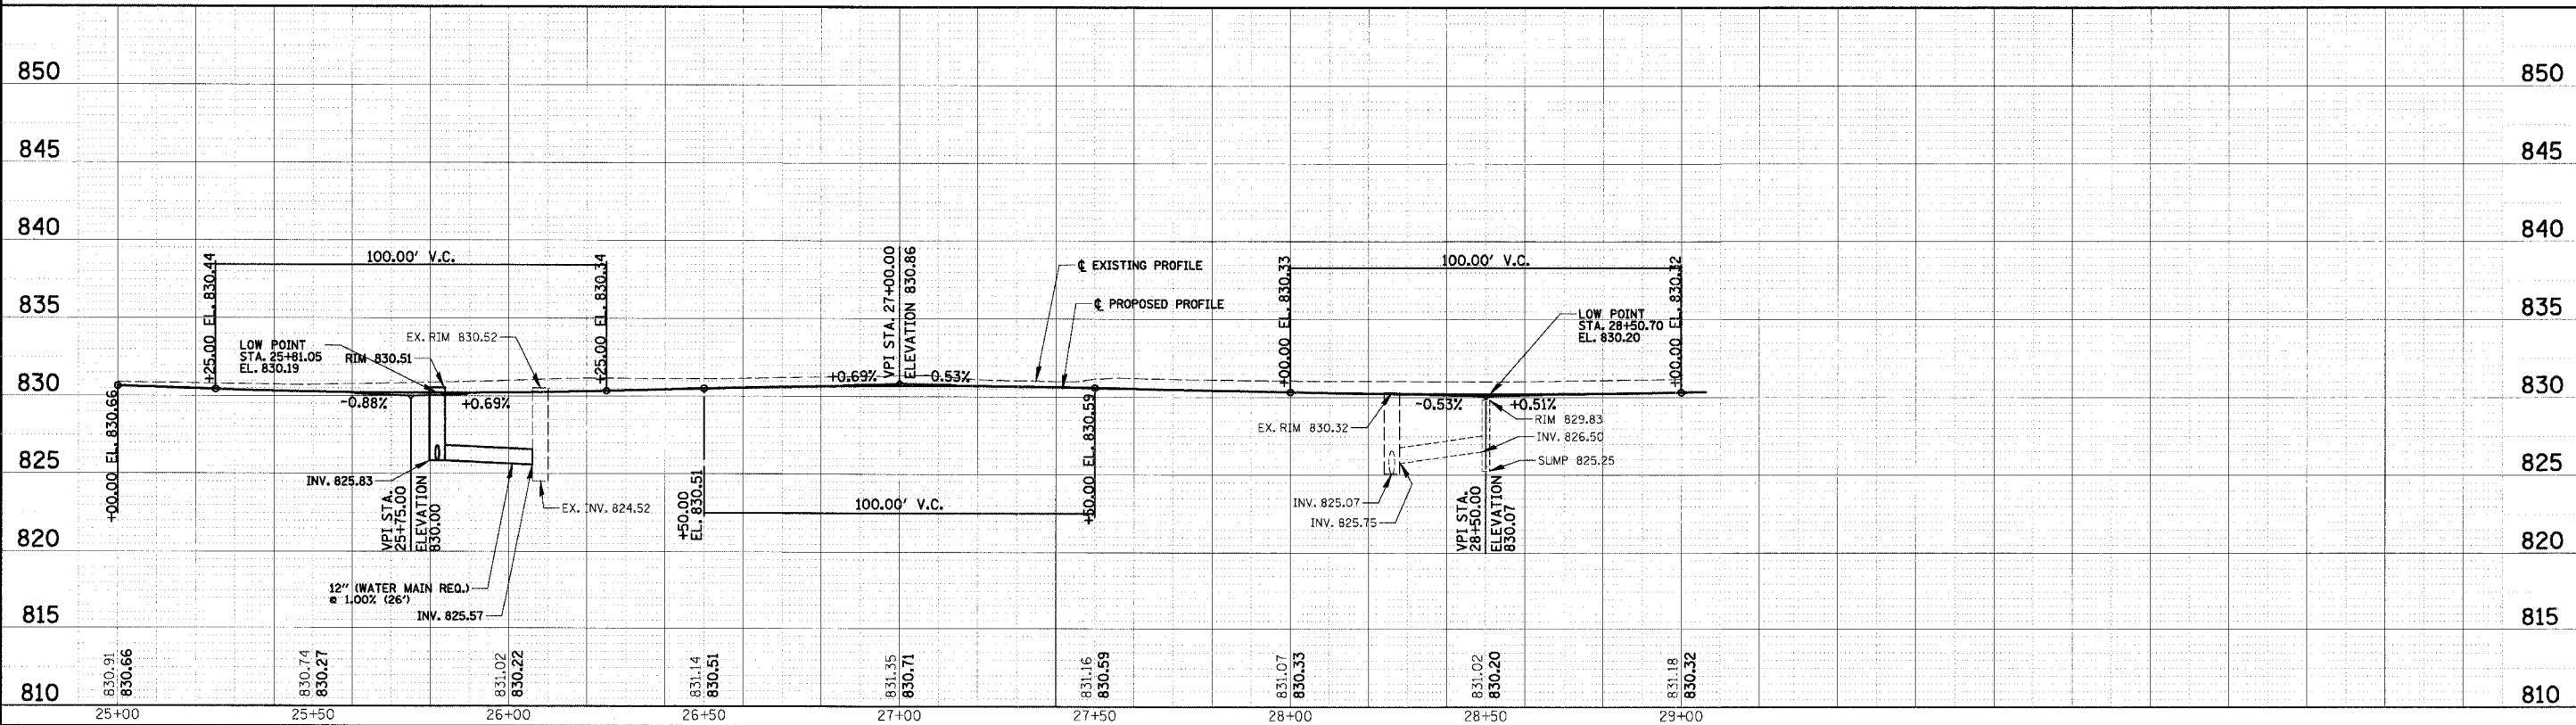 850
850
845
845
840
840
835
835
830
830
825
825
820
820
815
815
810
810
100.00' V.C.
+25.00 EL. 830.44
+25.00 EL. 830.34
LOW POINT
STA. 25+81.05
EL. 830.19
RIM 830.51
EX. RIM 830.52
-0.88%
+0.69%
+00.00 EL. 830.66
INV. 825.83
VPI STA.
25+75.00
ELEVATION
830.00
EX. INV. 824.52
12" (WATER MAIN REQ.)
@ 1.00% (26')
INV. 825.57
+50.00
EL. 830.51
100.00' V.C.
+50.00 EL. 830.59
VPI STA. 27+00.00
ELEVATION 830.86
+0.69%
-0.53%
℄ EXISTING PROFILE
℄ PROPOSED PROFILE
100.00' V.C.
+00.00 EL. 830.33
+00.00 EL. 830.32
LOW POINT
STA. 28+50.70
EL. 830.20
-0.53%
+0.51%
EX. RIM 830.32
RIM 829.83
INV. 826.50
SUMP 825.25
INV. 825.07
INV. 825.75
VPI STA.
28+50.00
ELEVATION
830.07
830.91
830.66
830.74
830.27
831.02
830.22
831.14
830.51
831.35
830.71
831.16
830.59
831.07
830.33
831.02
830.20
831.18
830.32
25+00
25+50
26+00
26+50
27+00
27+50
28+00
28+50
29+00